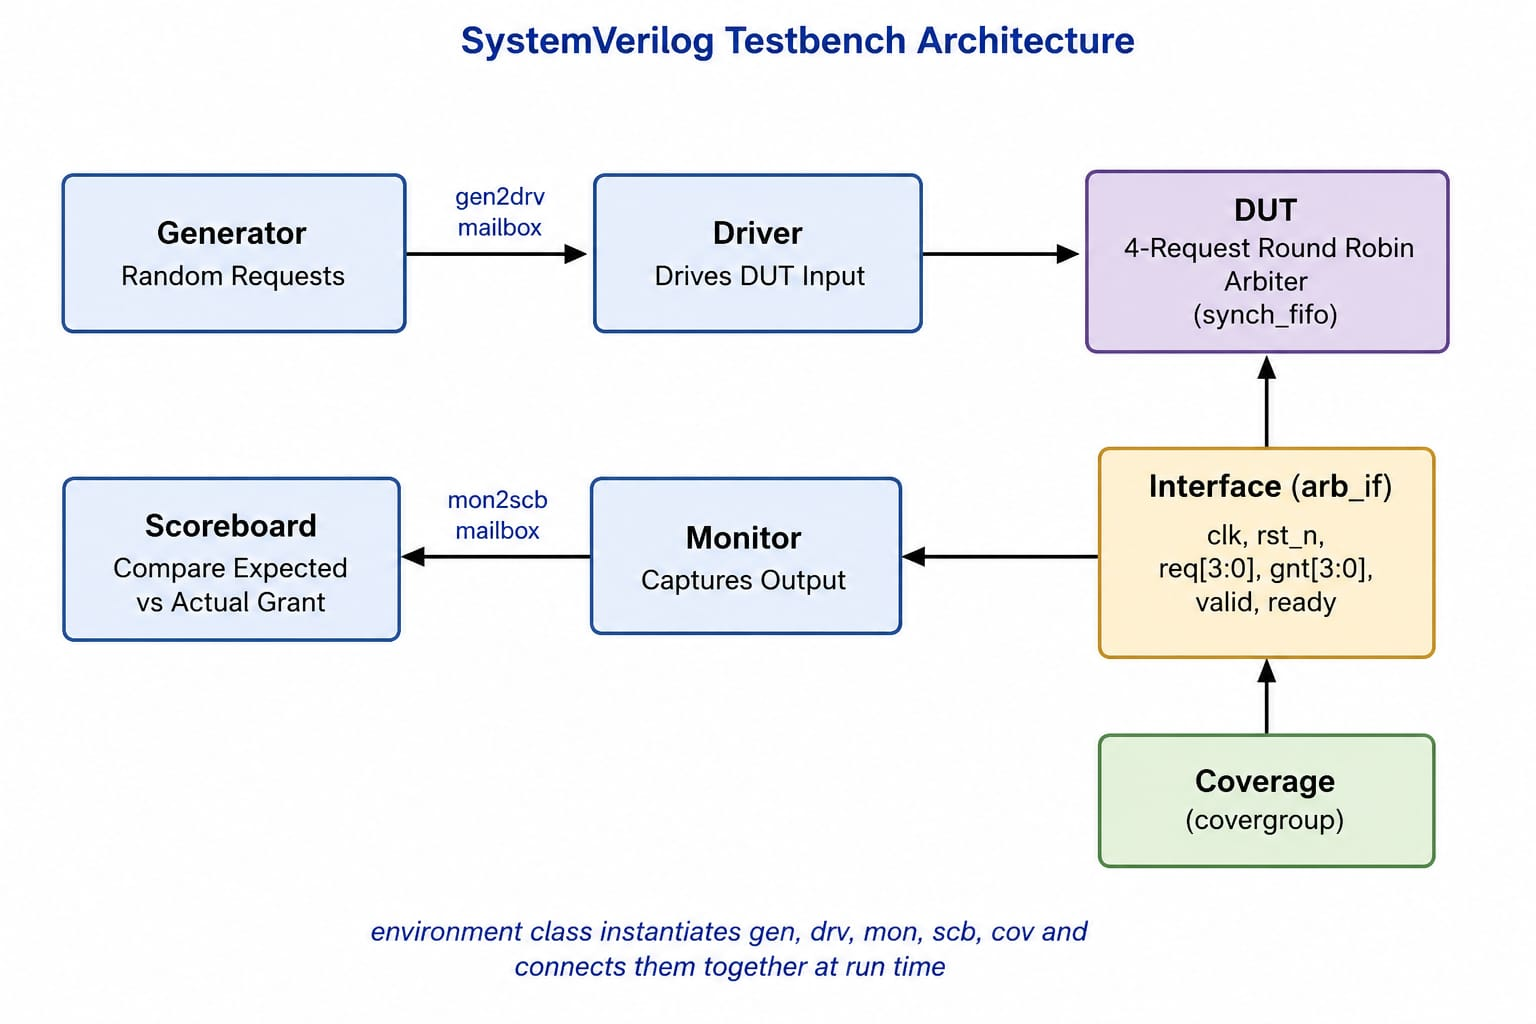 SystemVerilog Testbench Architecture
Generator
Random Requests
gen2drv
mailbox
Driver
Drives DUT Input
DUT
4-Request Round Robin
Arbiter
(synch_fifo)
Scoreboard
Compare Expected
vs Actual Grant
mon2scb
mailbox
Monitor
Captures Output
Interface (arb_if)
clk, rst_n,
req[3:0], gnt[3:0],
valid, ready
Coverage
(covergroup)
environment class instantiates gen, drv, mon, scb, cov and
connects them together at run time